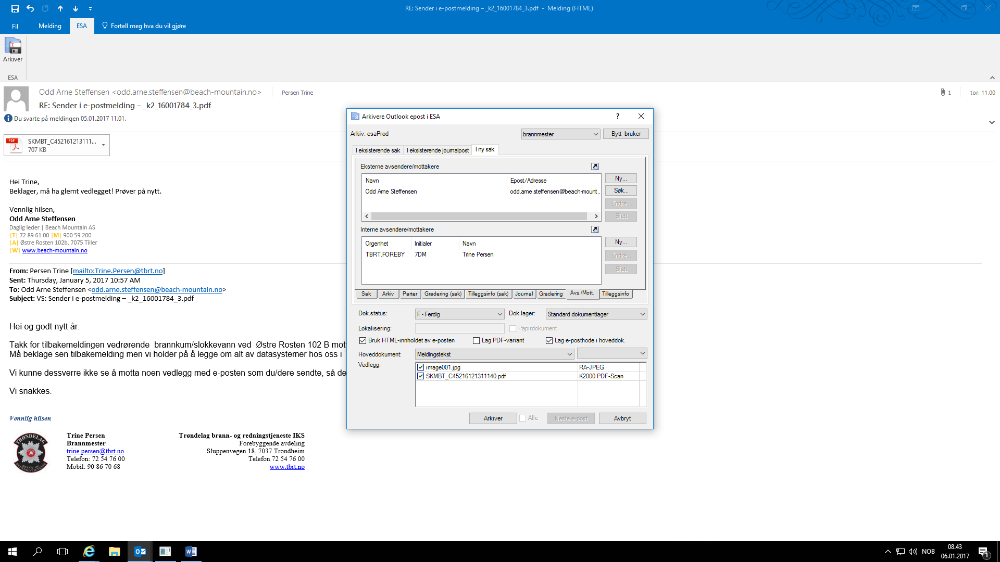 RE: Sender i e-postmelding – _k2_16001784_3.pdf - Melding (HTML)
Fil
Melding
ESA
Fortell meg hva du vil gjøre
Arkiver
ESA
Odd Arne Steffensen <odd.arne.steffensen@beach-mountain.no>
Persen Trine
1
tor. 11.00
RE: Sender i e-postmelding – _k2_16001784_3.pdf
Du svarte på meldingen 05.01.2017 11.01.
PDF
SKMBT_C452161213111...
707 KB
Hei Trine,
Beklager, må ha glemt vedlegget! Prøver på nytt.
Vennlig hilsen,
Odd Arne Steffensen
Daglig leder | Beach Mountain AS
|T| 72 89 61 00 |M| 900 59 200
|A| Østre Rosten 102b, 7075 Tiller
|W| www.beach-mountain.no
From: Persen Trine [mailto:Trine.Persen@tbrt.no]
Sent: Thursday, January 5, 2017 10:57 AM
To: Odd Arne Steffensen <odd.arne.steffensen@beach-mountain.no>
Subject: VS: Sender i e-postmelding – _k2_16001784_3.pdf
Hei og godt nytt år.
Takk for tilbakemeldingen vedrørende brannkum/slokkevann ved Østre Rosten 102 B mott
Må beklage sen tilbakemelding men vi holder på å legge om alt av datasystemer hos oss i T
Vi kunne dessverre ikke se å motta noen vedlegg med e-posten som du/dere sendte, så de
Vi snakkes.
Vennlig hilsen
TRØNDELAG
Trine Persen
Brannmester
trine.persen@tbrt.no
Telefon: 72 54 76 00
Mobil: 90 86 70 68
Trøndelag brann- og redningstjeneste IKS
Forebyggende avdeling
Sluppenvegen 18, 7037 Trondheim
Telefon 72 54 76 00
www.tbrt.no
Arkivere Outlook epost i ESA
?
Arkiv: esaProd
brannmester
Bytt bruker
I eksisterende sak
I eksisterende journalpost
I ny sak
Eksterne avsendere/mottakere
Navn
Epost/Adresse
Odd Arne Steffensen
odd.arne.steffensen@beach-mount...
Ny...
Søk...
Endre...
Slett
Interne avsendere/mottakere
Orgenhet
Initialer
Navn
TBRT.FOREBY
7DM
Trine Persen
Ny...
Endre...
Slett
Sak
Arkiv
Parter
Gradering (sak)
Tilleggsinfo (sak)
Journal
Gradering
Avs./Mott.
Tilleggsinfo
Dok.status:
F - Ferdig
Dok.lager:
Standard dokumentlager
Lokalisering:
Papirdokument
Bruk HTML-innholdet av e-posten
Lag PDF-variant
Lag e-posthode i hoveddok.
Hoveddokument:
Meldingstekst
Vedlegg:
image001.jpg
RA-JPEG
SKMBT_C45216121311140.pdf
K2000 PDF-Scan
Arkiver
Alle
Neste e-post
Avbryt
NOB
08.43
06.01.2017
1